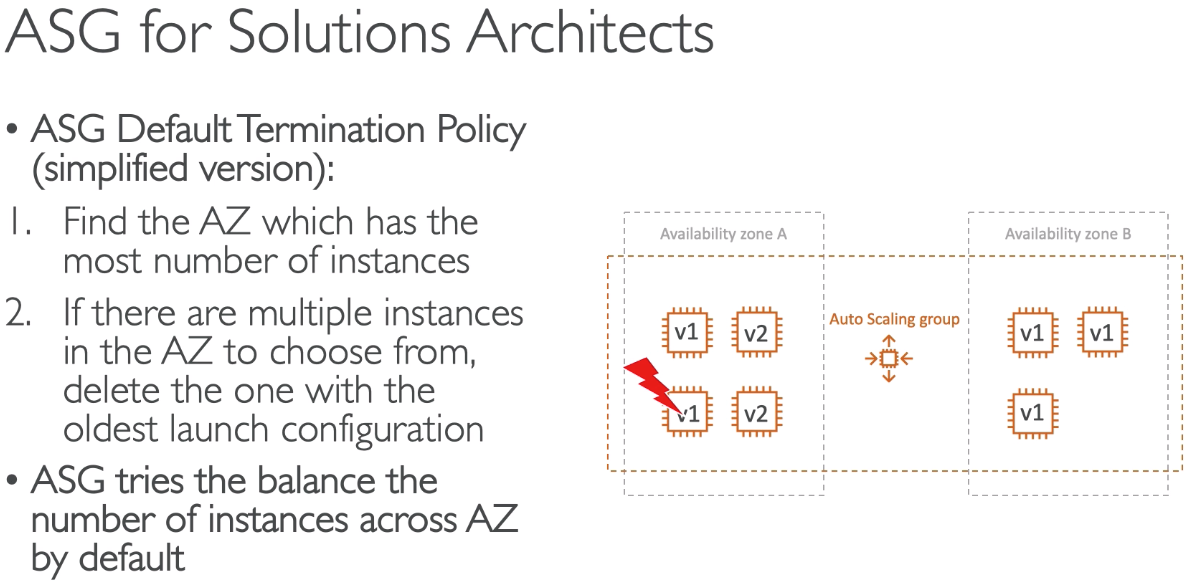 ASG for Solutions Architects
• ASG Default Termination Policy
(simplified version):
1. Find the AZ which has the
most number of instances
2. If there are multiple instances
in the AZ to choose from,
delete the one with the
oldest launch configuration
• ASG tries the balance the
number of instances across AZ
by default
Availability zone A
Availability zone B
Auto Scaling group
v1 v2
v1 v2
v1 v1
v1